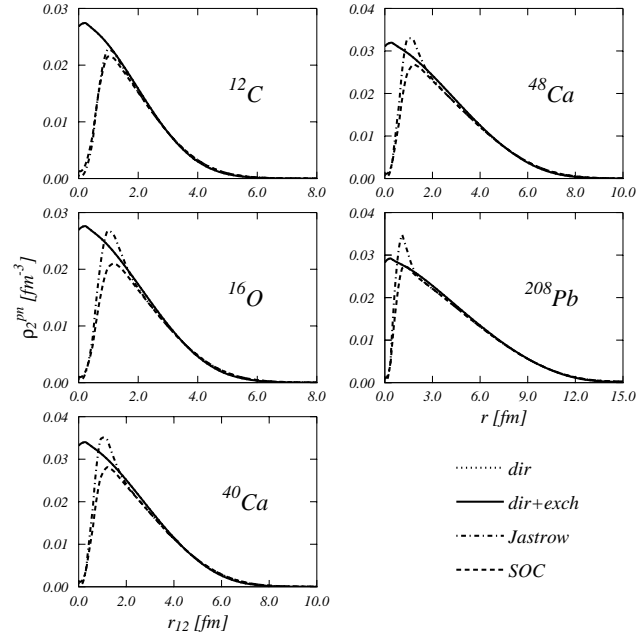 0.03
0.02
0.01
0.00
0.0 2.0 4.0 6.0 8.0
¹²C
0.04
0.03
0.02
0.01
0.00
0.0 2.0 4.0 6.0 8.0 10.0
⁴⁸Ca
0.03
0.02
0.01
0.00
0.0 2.0 4.0 6.0 8.0
¹⁶O
ρ₂ᵖⁿ [fm⁻³]
0.04
0.03
0.02
0.01
0.00
0.0 3.0 6.0 9.0 12.0 15.0
²⁰⁸Pb
r [fm]
0.04
0.03
0.02
0.01
0.00
0.0 2.0 4.0 6.0 8.0 10.0
⁴⁰Ca
r₁₂ [fm]
dir
dir+exch
Jastrow
SOC